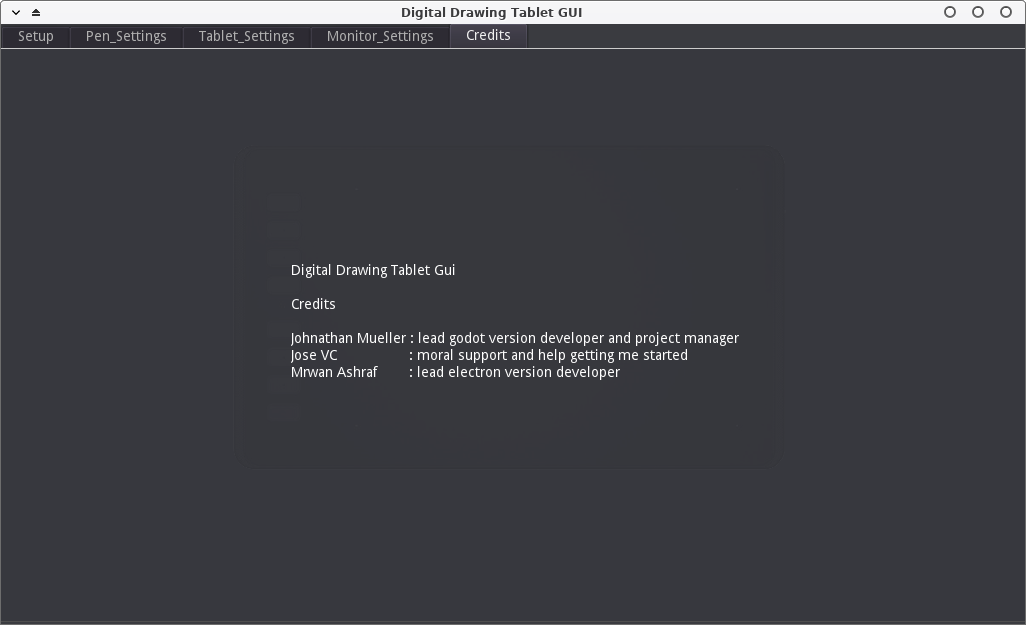 Digital Drawing Tablet GUI
Setup Pen_Settings Tablet_Settings Monitor_Settings Credits
Digital Drawing Tablet Gui
Credits
Johnathan Mueller : lead godot version developer and project manager
Jose VC : moral support and help getting me started
Mrwan Ashraf : lead electron version developer